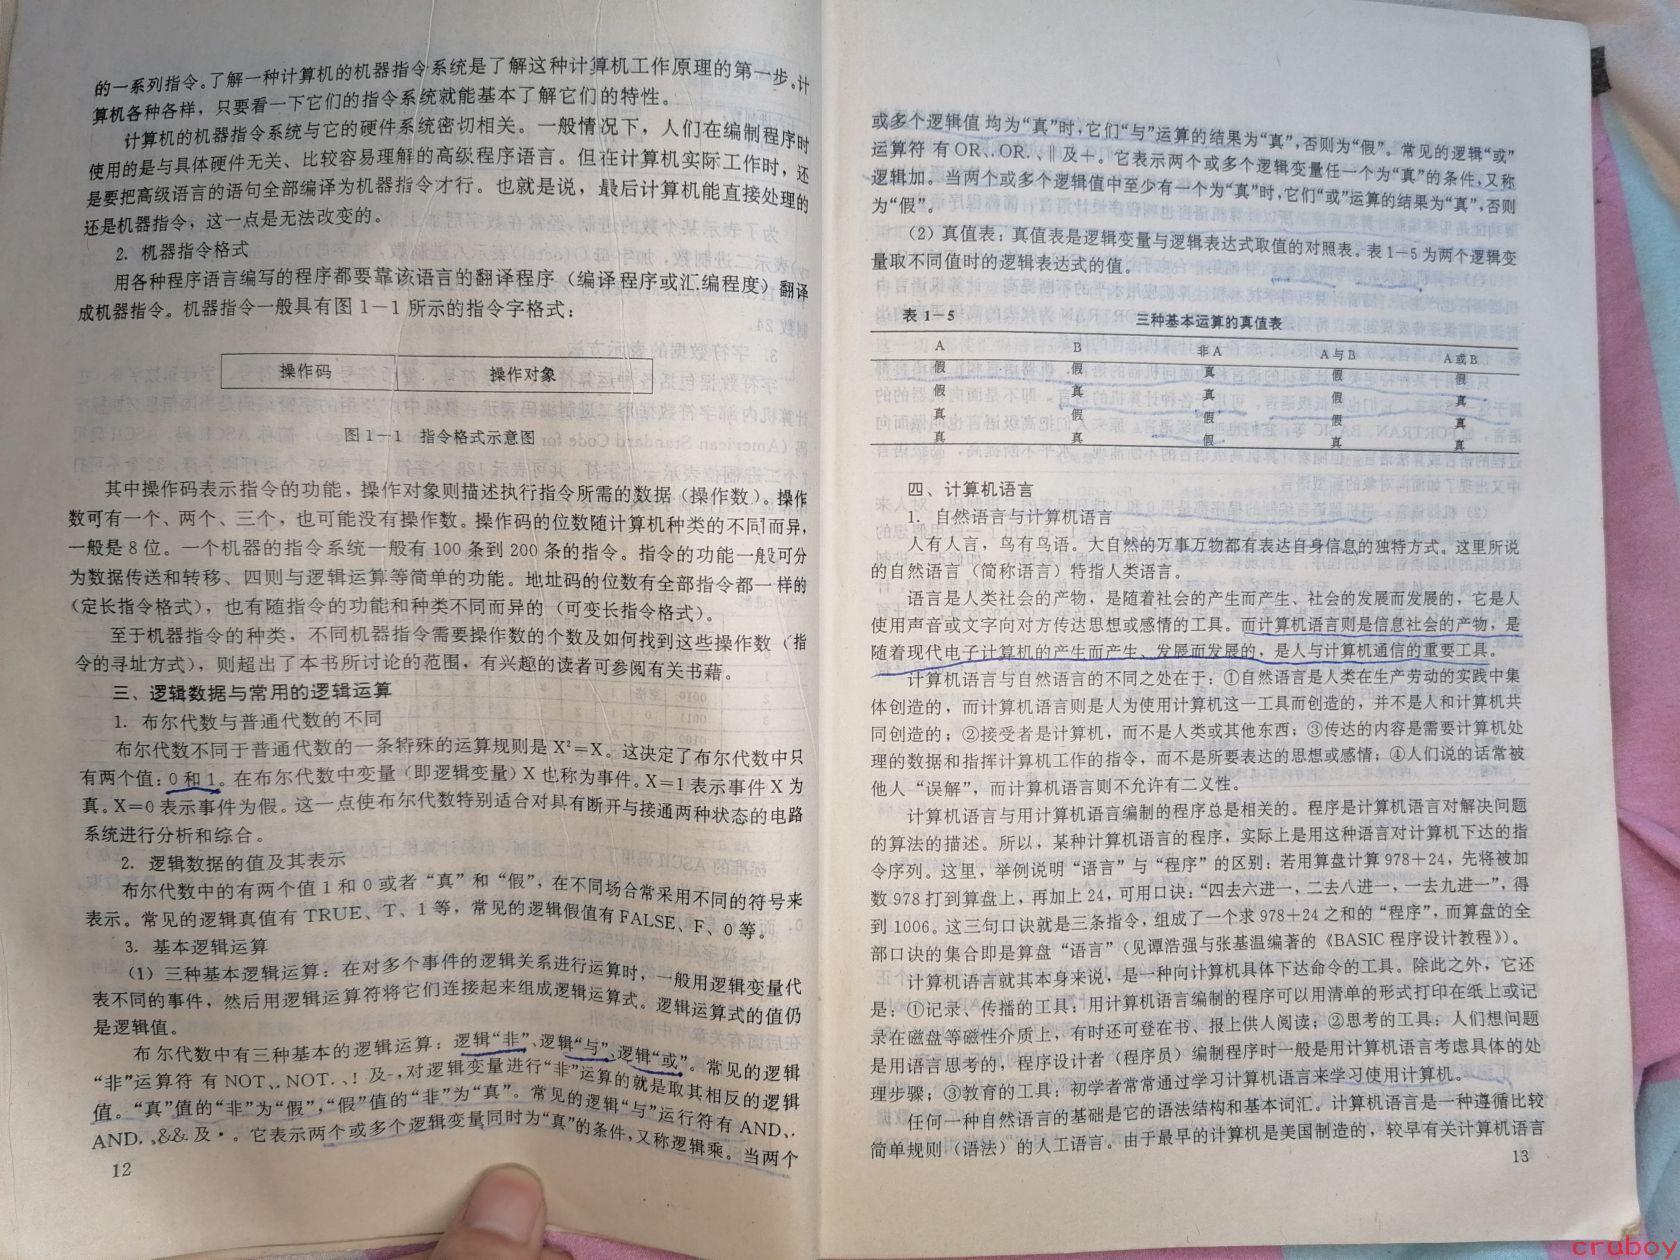 的一系列指令。了解一种计算机的机器指令系统是了解这种计算机工作原理的第一步。计
算机各种各样，只要看一下它们的指令系统就能基本了解它们的特性。
计算机的机器指令系统与它的硬件系统密切相关。一般情况下，人们在编制程序时
使用的是与具体硬件无关、比较容易理解的高级程序语言。但在计算机实际工作时，还
是要把高级语言的语句全部编译为机器指令才行。也就是说，最后计算机能直接处理的
还是机器指令，这一点是无法改变的。
2. 机器指令格式
用各种程序语言编写的程序都要靠该语言的翻译程序（编译程序或汇编程度）翻译
成机器指令。机器指令一般具有图 1－1 所示的指令字格式：
操作码 操作对象
图 1－1 指令格式示意图
其中操作码表示指令的功能，操作对象则描述执行指令所需的数据（操作数）。操作
数可有一个、两个、三个，也可能没有操作数。操作码的位数随计算机种类的不同而异，
一般是 8 位。一个机器的指令系统一般有 100 条到 200 条的指令。指令的功能一般可分
为数据传送和转移、四则与逻辑运算等简单的功能。地址码的位数有全部指令都一样的
（定长指令格式），也有随指令的功能和种类不同而异的（可变长指令格式）。
至于机器指令的种类，不同机器指令需要操作数的个数及如何找到这些操作数（指
令的寻址方式），则超出了本书所讨论的范围，有兴趣的读者可参阅有关书藉。
三、逻辑数据与常用的逻辑运算
1. 布尔代数与普通代数的不同
布尔代数不同于普通代数的一条特殊的运算规则是 X²＝X。这决定了布尔代数中只
有两个值：0 和 1。在布尔代数中变量（即逻辑变量）X 也称为事件。X＝1 表示事件 X 为
真。X＝0 表示事件为假。这一点使布尔代数特别适合对具有断开与接通两种状态的电路
系统进行分析和综合。
2. 逻辑数据的值及其表示
布尔代数中的有两个值 1 和 0 或者“真”和“假”，在不同场合常采用不同的符号来
表示。常见的逻辑真值有 TRUE、T、1 等，常见的逻辑假值有 FALSE、F、0 等。
3. 基本逻辑运算
（1）三种基本逻辑运算：在对多个事件的逻辑关系进行运算时，一般用逻辑变量代
表不同的事件，然后用逻辑运算符将它们连接起来组成逻辑运算式。逻辑运算式的值仍
是逻辑值。
布尔代数中有三种基本的逻辑运算：逻辑“非”、逻辑“与”、逻辑“或”。常见的逻辑
“非”运算符 有 NOT、.NOT. 、! 及-，对逻辑变量进行“非”运算的就是取其相反的逻辑
值。“真”值的“非”为“假”，“假”值的“非”为“真”。常见的逻辑“与”运行符有 AND、.
AND. 、&& 及・。它表示两个或多个逻辑变量同时为“真”的条件，又称逻辑乘。当两个
12
或多个逻辑值 均为“真”时，它们“与”运算的结果为“真”，否则为“假”。常见的逻辑“或”
运算符 有 OR、.OR. 、‖ 及＋。它表示两个或多个逻辑变量任一个为“真”的条件，又称
逻辑加。当两个或多个逻辑值中至少有一个为“真”时，它们“或”运算的结果为“真”，否则
为“假”。
（2）真值表：真值表是逻辑变量与逻辑表达式取值的对照表。表 1－5 为两个逻辑变
量取不同值时的逻辑表达式的值。
表 1－5 三种基本运算的真值表
A B 非 A A 与 B A 或 B
假 假 真 假 假
假 真 真 假 真
真 假 假 假 真
真 真 假 真 真
四、计算机语言
1. 自然语言与计算机语言
人有人言，鸟有鸟语。大自然的万事万物都有表达自身信息的独特方式。这里所说
的自然语言（简称语言）特指人类语言。
语言是人类社会的产物，是随着社会的产生而产生、社会的发展而发展的，它是人
使用声音或文字向对方传达思想或感情的工具。而计算机语言则是信息社会的产物，是
随着现代电子计算机的产生而产生、发展而发展的，是人与计算机通信的重要工具。
计算机语言与自然语言的不同之处在于：①自然语言是人类在生产劳动的实践中集
体创造的，而计算机语言则是人为使用计算机这一工具而创造的，并不是人和计算机共
同创造的；②接受者是计算机，而不是人类或其他东西；③传达的内容是需要计算机处
理的数据和指挥计算机工作的指令，而不是所要表达的思想或感情；④人们说的话常被
他人“误解”，而计算机语言则不允许有二义性。
计算机语言与用计算机语言编制的程序总是相关的。程序是计算机语言对解决问题
的算法的描述。所以，某种计算机语言的程序，实际上是用这种语言对计算机下达的指
令序列。这里，举例说明“语言”与“程序”的区别：若用算盘计算 978＋24，先将被加
数 978 打到算盘上，再加上 24，可用口诀：“四去六进一，二去八进一，一去九进一”，得
到 1006。这三句口诀就是三条指令，组成了一个求 978＋24 之和的“程序”，而算盘的全
部口诀的集合即是算盘“语言”（见谭浩强与张基温编著的《BASIC 程序设计教程》）。
计算机语言就其本身来说，是一种向计算机具体下达命令的工具。除此之外，它还
是：①记录、传播的工具：用计算机语言编制的程序可以用清单的形式打印在纸上或记
录在磁盘等磁性介质上，有时还可登在书、报上供人阅读；②思考的工具：人们想问题
是用语言思考的，程序设计者（程序员）编制程序时一般是用计算机语言考虑具体的处
理步骤；③教育的工具：初学者常常通过学习计算机语言来学习使用计算机。
任何一种自然语言的基础是它的语法结构和基本词汇。计算机语言是一种遵循比较
简单规则（语法）的人工语言。由于最早的计算机是美国制造的，较早有关计算机语言
13
cruboy